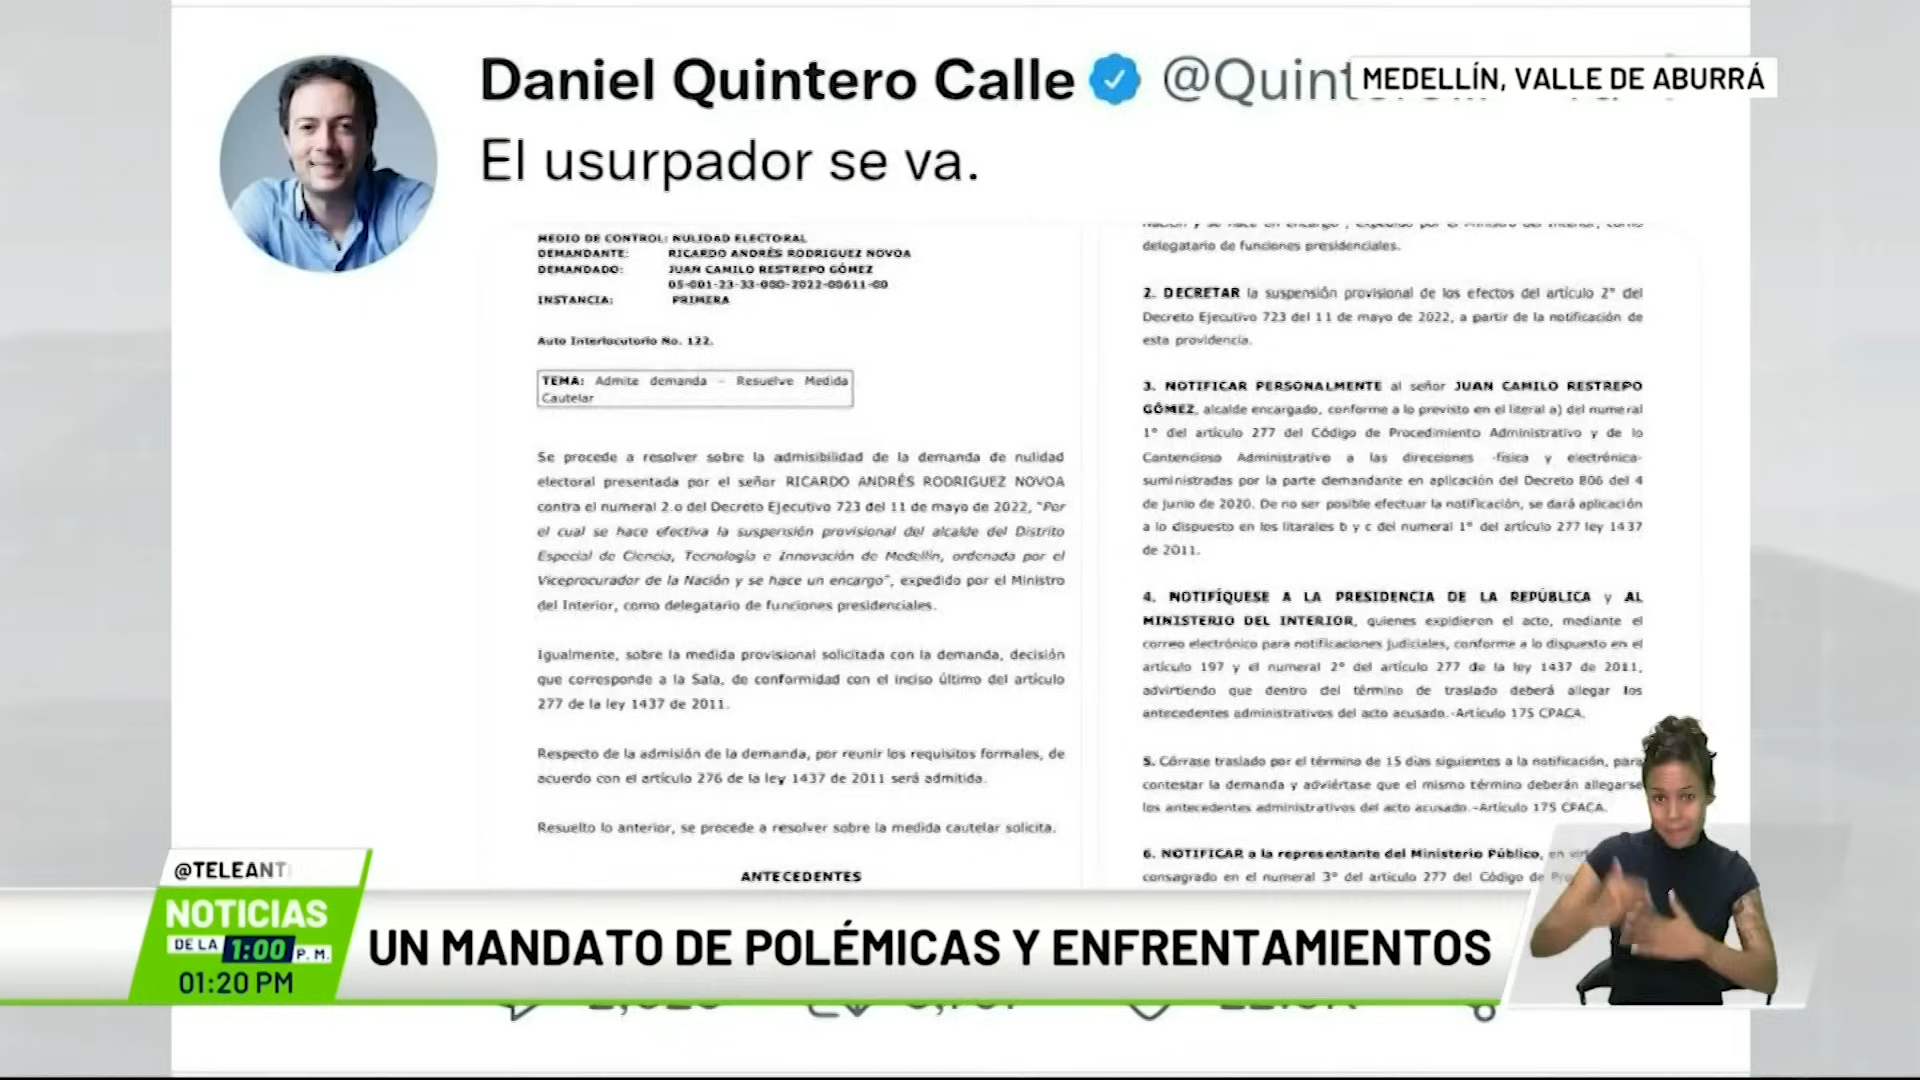 Daniel Quintero Calle @Quint
MEDELLÍN, VALLE DE ABURRÁ
El usurpador se va.
MEDIO DE CONTROL: NULIDAD ELECTORAL
DEMANDANTE: RICARDO ANDRÉS RODRIGUEZ NOVOA
DEMANDADO: JUAN CAMILO RESTREPO GÓMEZ
05-001-23-33-000-2022-00611-00
INSTANCIA: PRIMERA
Auto Interlocutorio No. 122.
TEMA: Admite demanda - Resuelve Medida
Cautelar
Se procede a resolver sobre la admisibilidad de la demanda de nulidad
electoral presentada por el señor RICARDO ANDRÉS RODRIGUEZ NOVOA
contra el numeral 2.o del Decreto Ejecutivo 723 del 11 de mayo de 2022, "Por
el cual se hace efectiva la suspensión provisional del alcalde del Distrito
Especial de Ciencia, Tecnología e Innovación de Medellín, ordenada por el
Viceprocurador de la Nación y se hace un encargo", expedido por el Ministro
del Interior, como delegatario de funciones presidenciales.
Igualmente, sobre la medida provisional solicitada con la demanda, decisión
que corresponde a la Sala, de conformidad con el inciso último del artículo
277 de la ley 1437 de 2011.
Respecto de la admisión de la demanda, por reunir los requisitos formales, de
acuerdo con el artículo 276 de la ley 1437 de 2011 será admitida.
Resuelto lo anterior, se procede a resolver sobre la medida cautelar solicita.
ANTECEDENTES
delegatario de funciones presidenciales.
2. DECRETAR la suspensión provisional de los efectos del artículo 2° del
Decreto Ejecutivo 723 del 11 de mayo de 2022, a partir de la notificación de
esta providencia.
3. NOTIFICAR PERSONALMENTE al señor JUAN CAMILO RESTREPO
GÓMEZ, alcalde encargado, conforme a lo previsto en el literal a) del numeral
1° del artículo 277 del Código de Procedimiento Administrativo y de lo
Contencioso Administrativo a las direcciones -física y electrónica-
suministradas por la parte demandante en aplicación del Decreto 806 del 4
de junio de 2020. De no ser posible efectuar la notificación, se dará aplicación
a lo dispuesto en los litarales b y c del numeral 1° del artículo 277 ley 1437
de 2011.
4. NOTIFÍQUESE A LA PRESIDENCIA DE LA REPÚBLICA y AL
MINISTERIO DEL INTERIOR, quienes expidieron el acto, mediante el
correo electrónico para notificaciones judiciales, conforme a lo dispuesto en el
artículo 197 y el numeral 2° del artículo 277 de la ley 1437 de 2011,
advirtiendo que dentro del término de traslado deberá allegar los
antecedentes administrativos del acto acusado.-Artículo 175 CPACA.
5. Córrase traslado por el término de 15 días siguientes a la notificación, para
contestar la demanda y adviértase que el mismo término deberán allegarse
los antecedentes administrativos del acto acusado.-Artículo 175 CPACA.
6. NOTIFICAR a la representante del Ministerio Público, en
consagrado en el numeral 3° del artículo 277 del Código de
@TELEANT
NOTICIAS
DE LA 1:00 P. M.
01:20 PM
UN MANDATO DE POLÉMICAS Y ENFRENTAMIENTOS